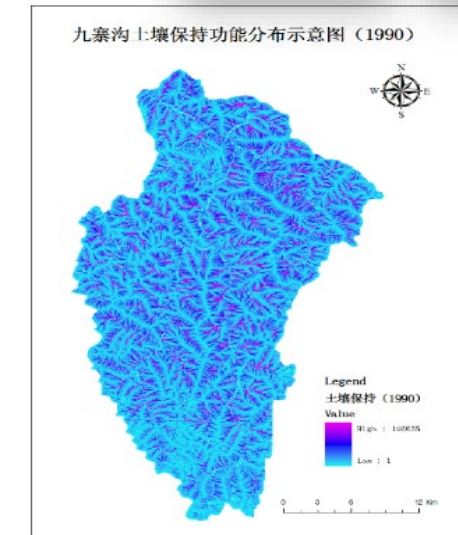 九寨沟土壤保持功能分布示意图（1990）
N
W E
S
Legend
土壤保持（1990）
Value
High :
Low : 1
0 3 6 12 Km